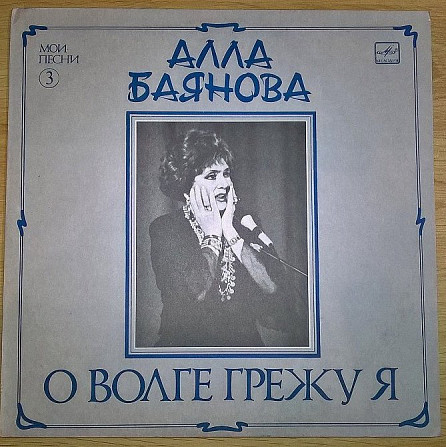 МОИ
ПЕСНИ
3
АЛЛА
БАЯНОВА
МЕЛОДИЯ
О ВОЛГЕ ГРЕЖУ Я